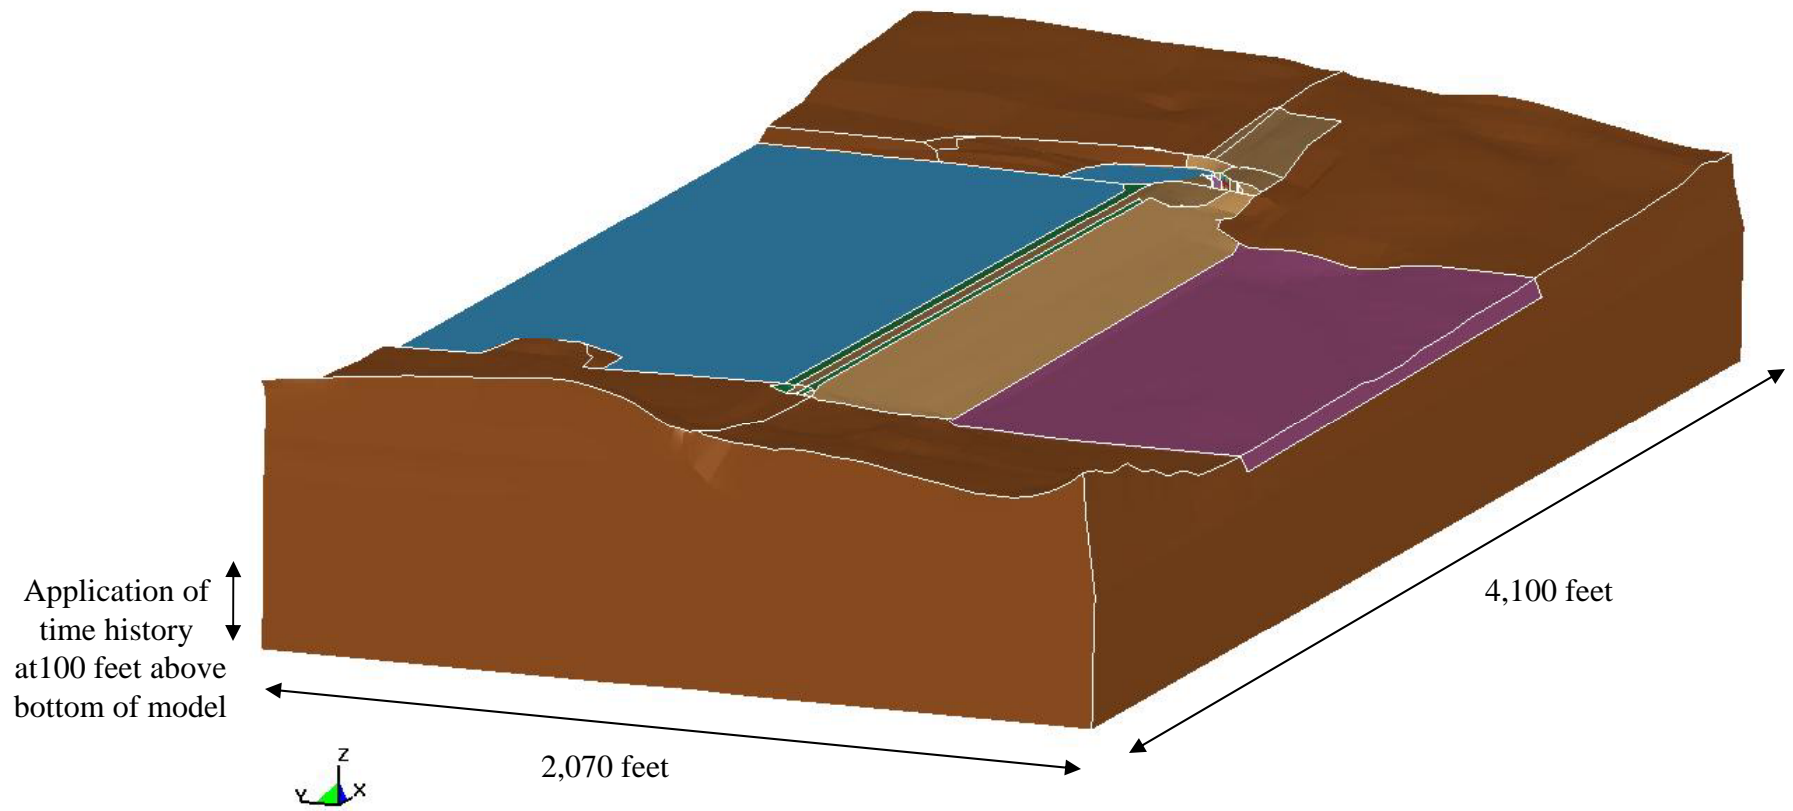 Application of
time history
at100 feet above
bottom of model
4,100 feet
2,070 feet
Z
Y
X